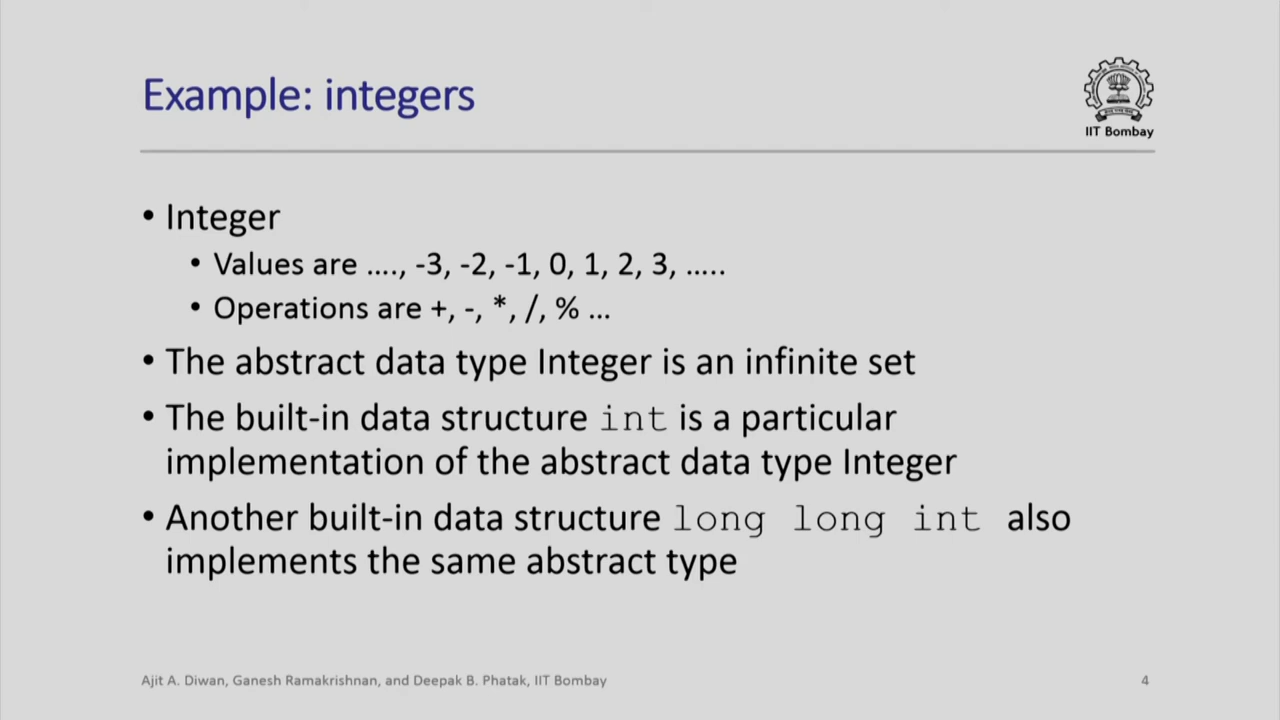 Example: integers
IIT Bombay
• Integer
• Values are ...., -3, -2, -1, 0, 1, 2, 3, .....
• Operations are +, -, *, /, % ...
• The abstract data type Integer is an infinite set
• The built-in data structure int is a particular
implementation of the abstract data type Integer
• Another built-in data structure long long int also
implements the same abstract type
Ajit A. Diwan, Ganesh Ramakrishnan, and Deepak B. Phatak, IIT Bombay
4